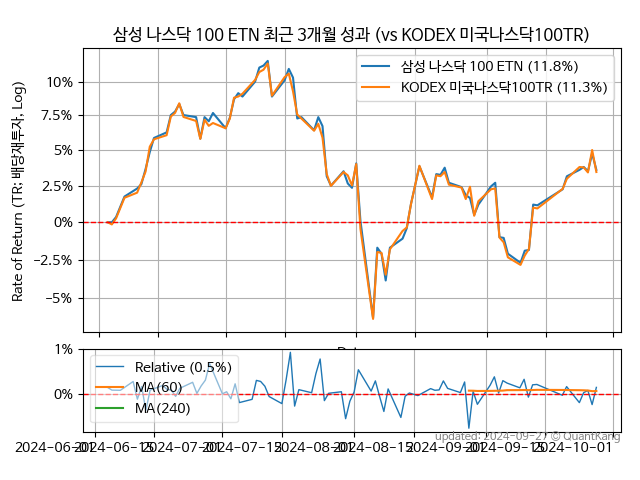 삼성 나스닥 100 ETN 최근 3개월 성과 (vs KODEX 미국나스닥100TR)
삼성 나스닥 100 ETN (11.8%)
KODEX 미국나스닥100TR (11.3%)
Rate of Return (TR: 배당재투자, Log)
10%
7.5%
5%
2.5%
0%
−2.5%
−5%
1%
0%
Relative (0.5%)
MA(60)
MA(240)
updated: 2024-09-27 © QuantKang
2024-06-01 2024-06-15 2024-07-01 2024-07-15 2024-08-01 2024-08-15 2024-09-01 2024-09-15 2024-10-01